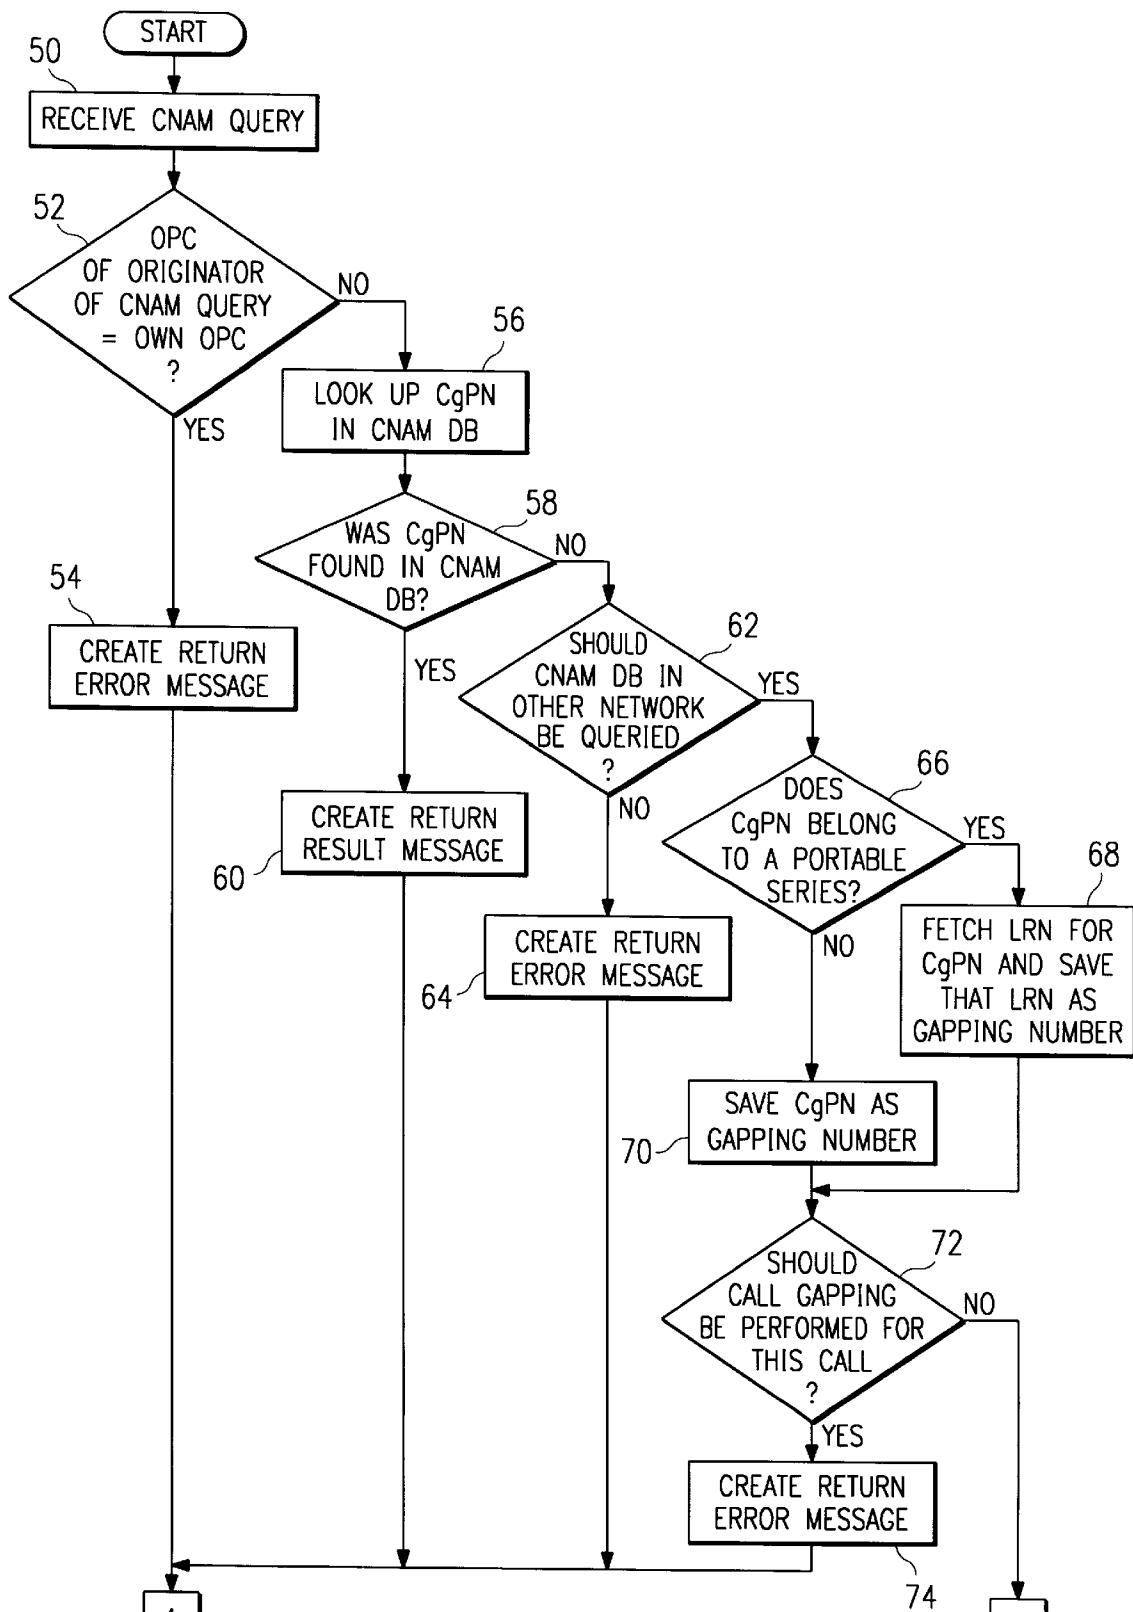 START
50
RECEIVE CNAM QUERY
52
OPC
OF ORIGINATOR
OF CNAM QUERY
= OWN OPC
?
NO
YES
56
LOOK UP CgPN
IN CNAM DB
58
WAS CgPN
FOUND IN CNAM
DB?
NO
YES
54
CREATE RETURN
ERROR MESSAGE
62
SHOULD
CNAM DB IN
OTHER NETWORK
BE QUERIED
?
YES
NO
60
CREATE RETURN
RESULT MESSAGE
66
DOES
CgPN BELONG
TO A PORTABLE
SERIES?
YES
NO
64
CREATE RETURN
ERROR MESSAGE
68
FETCH LRN FOR
CgPN AND SAVE
THAT LRN AS
GAPPING NUMBER
70
SAVE CgPN AS
GAPPING NUMBER
72
SHOULD
CALL GAPPING
BE PERFORMED FOR
THIS CALL
?
NO
YES
CREATE RETURN
ERROR MESSAGE
74